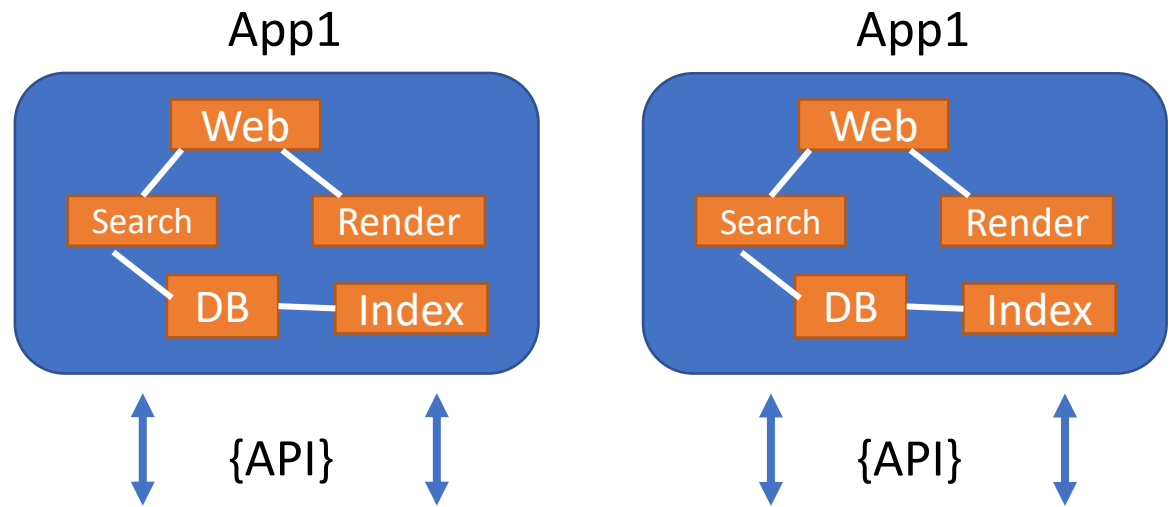 App1
Web
Search
Render
DB
Index
{API}
App1
Web
Search
Render
DB
Index
{API}